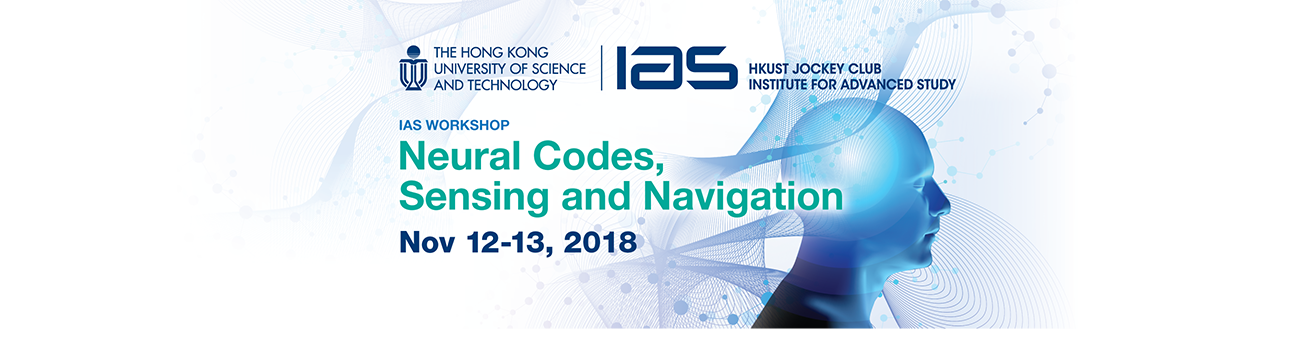 THE HONG KONG
UNIVERSITY OF SCIENCE
AND TECHNOLOGY
IAS
HKUST JOCKEY CLUB
INSTITUTE FOR ADVANCED STUDY
IAS WORKSHOP
Neural Codes,
Sensing and Navigation
Nov 12-13, 2018